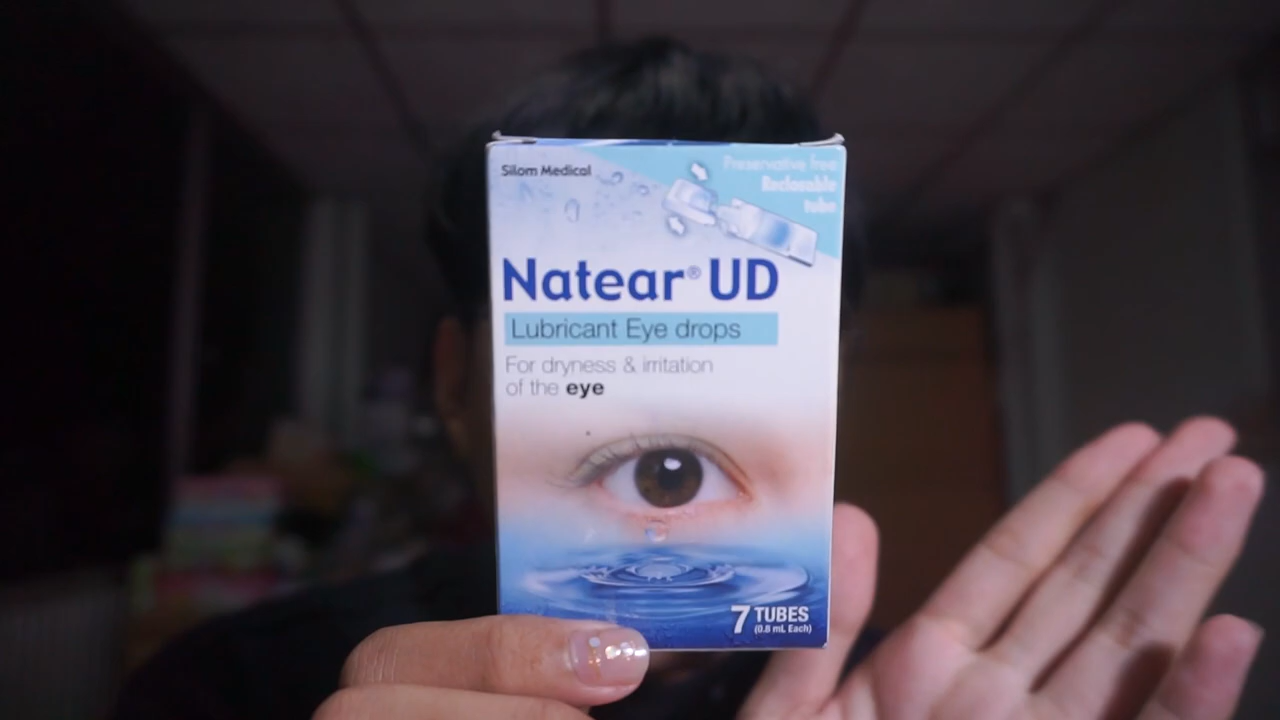 Silom Medical
Preservative free
Reclosable
tube
Natear® UD
Lubricant Eye drops
For dryness & irritation
of the eye
7 TUBES
(0.8 mL Each)